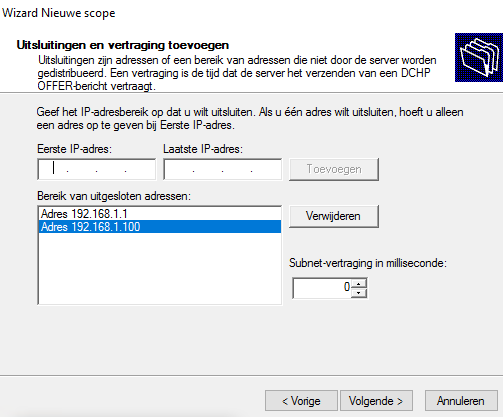 Wizard Nieuwe scope
Uitsluitingen en vertraging toevoegen
Uitsluitingen zijn adressen of een bereik van adressen die niet door de server worden
gedistribueerd. Een vertraging is de tijd dat de server het verzenden van een DCHP
OFFER-bericht vertraagt.
Geef het IP-adresbereik op dat u wilt uitsluiten. Als u één adres wilt uitsluiten, hoeft u alleen
een adres op te geven bij Eerste IP-adres.
Eerste IP-adres: Laatste IP-adres:
. . . . . . Toevoegen
Bereik van uitgesloten adressen:
Adres 192.168.1.1 Verwijderen
Adres 192.168.1.100
Subnet-vertraging in milliseconde:
0
< Vorige Volgende > Annuleren